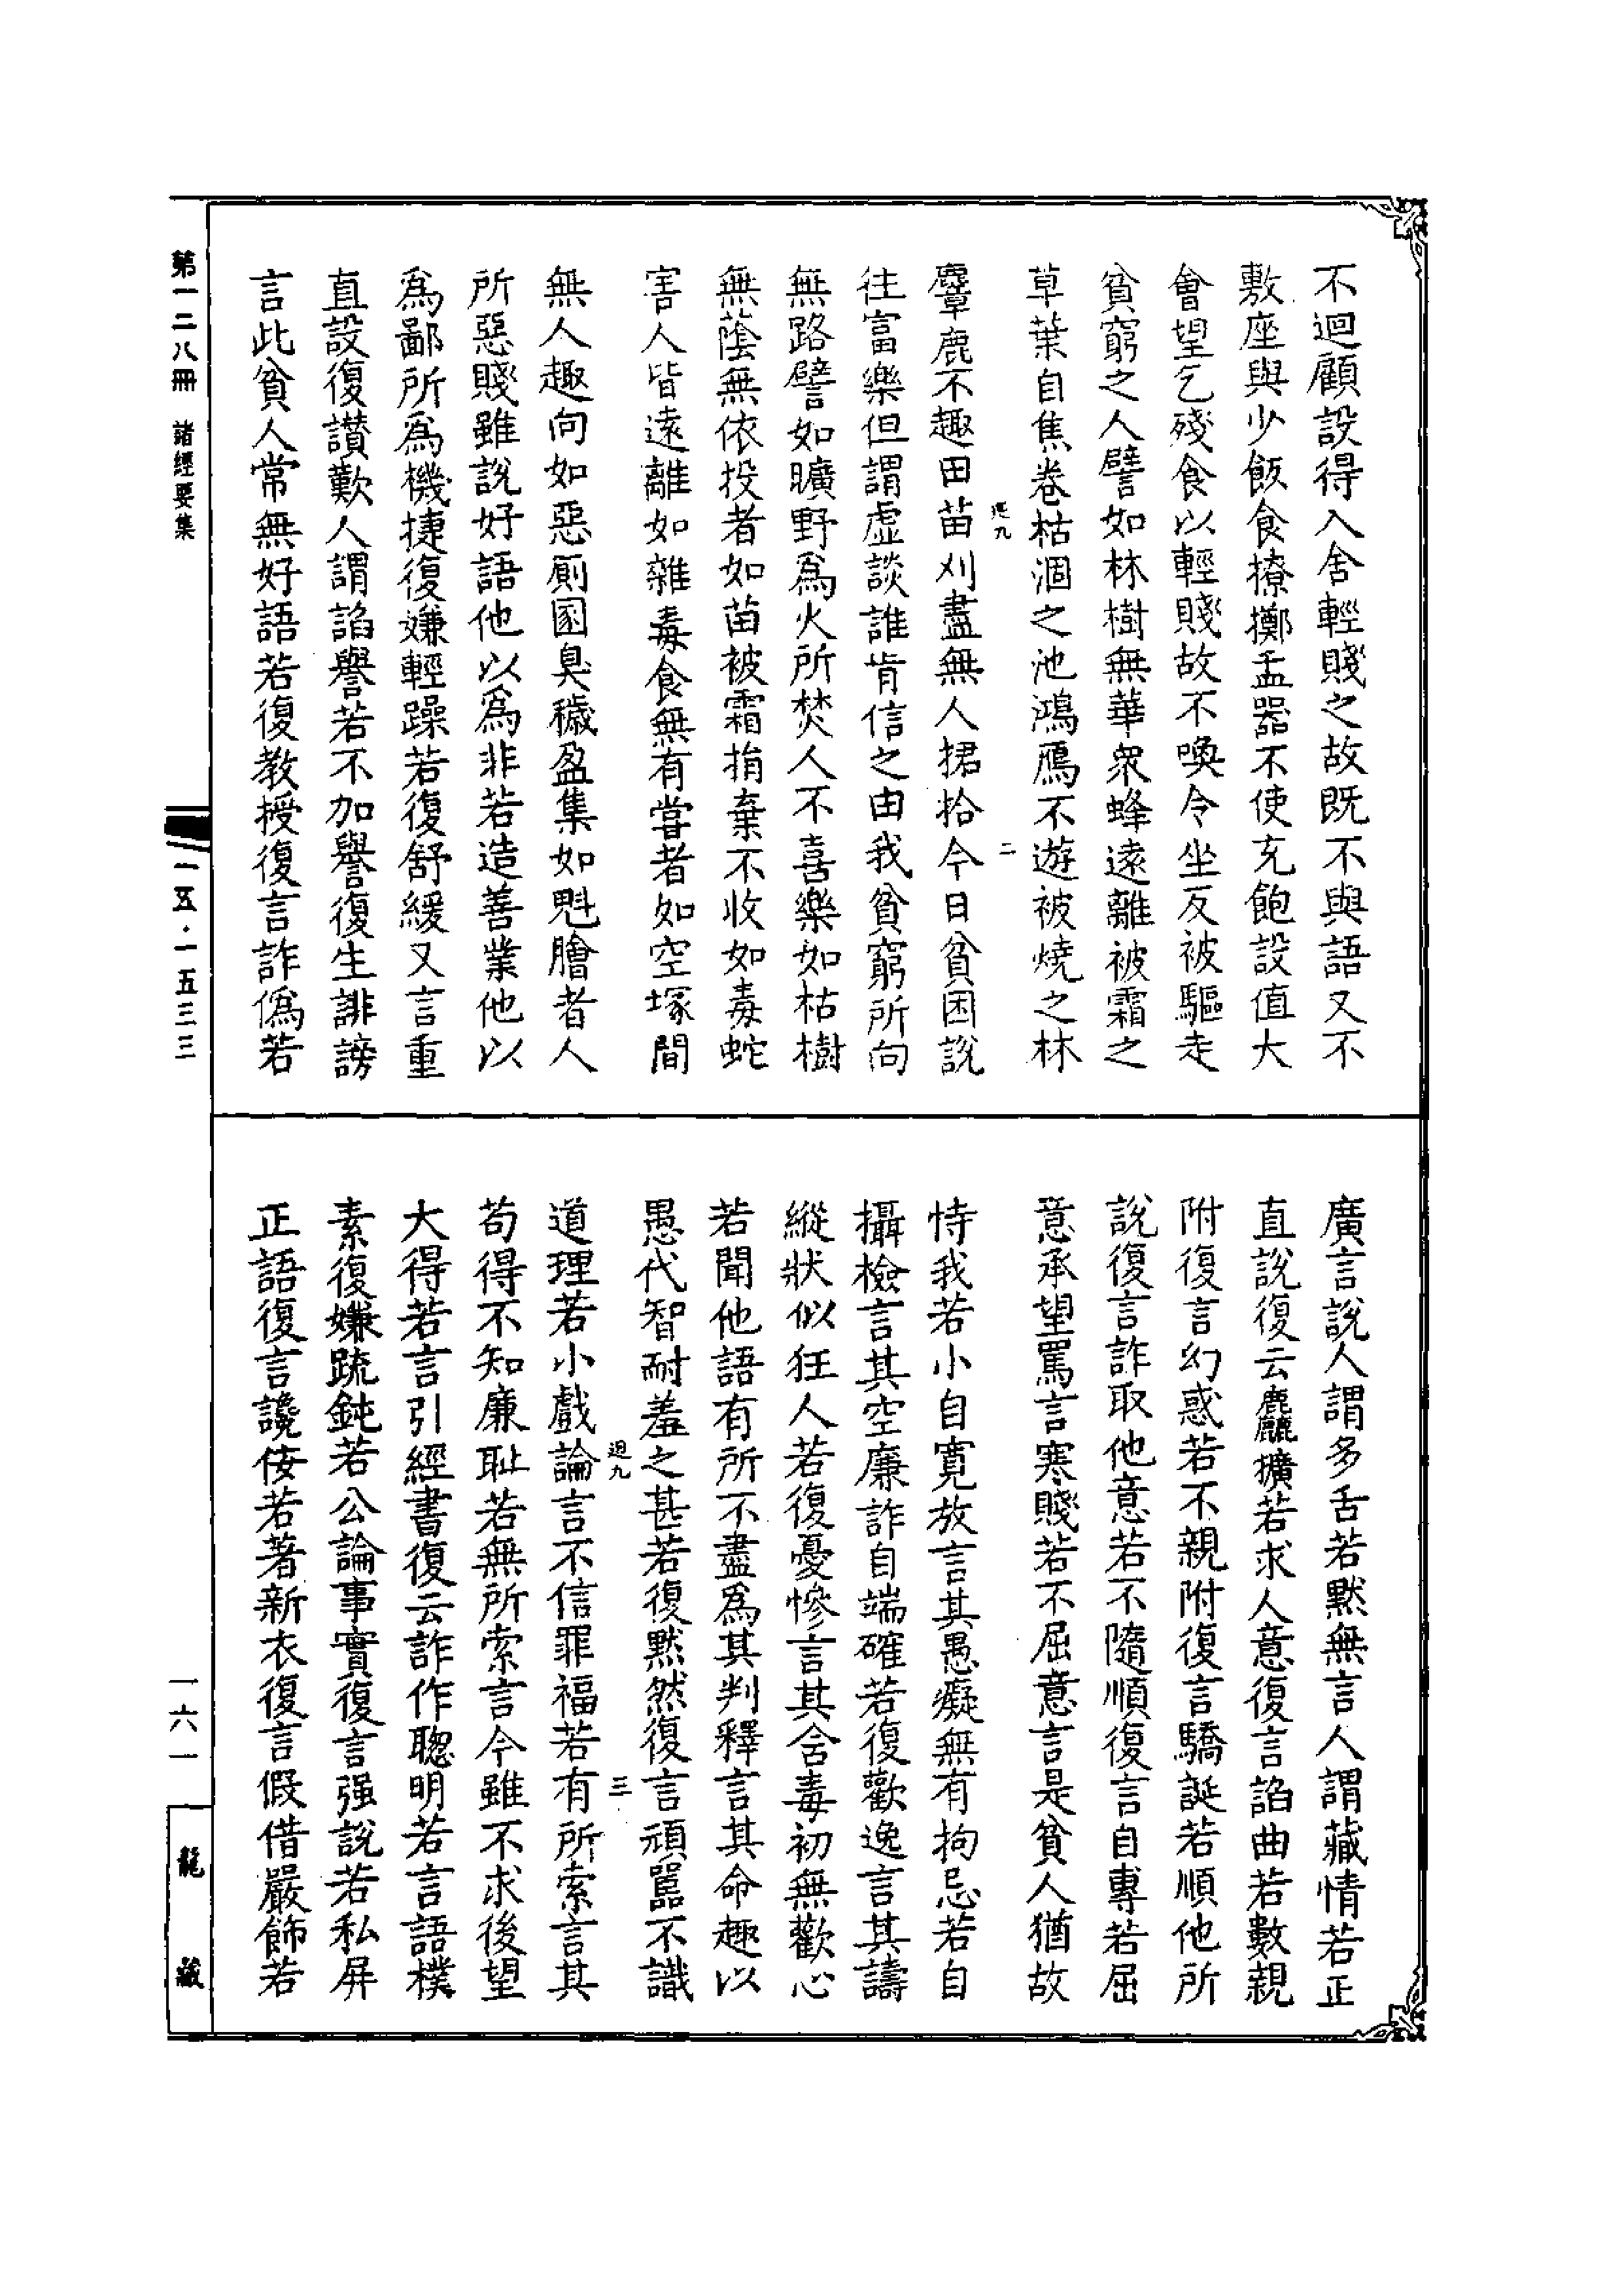 不迴顧設得入舍輕賤之故既不與語又不
敷座與少飯食撩擲盂器不使充飽設值大
會望乞殘食以輕賤故不喚令坐反被驅走
貧窮之人譬如林樹無華衆蜂遠離被霜之
草葉自焦卷枯涸之池鴻鴈不遊被燒之林
麞鹿不趣田苗刈盡無人捃拾今日貧困說
往富樂但謂虛談誰肯信之由我貧窮所向
無路譬如曠野為火所焚人不喜樂如枯樹
無蔭無依投者如苗被霜捐棄不收如毒蛇
害人皆遠離如雜毒食無有嘗者如空塚間
無人趣向如惡廁圂臭穢盈集如魁膾者人
所惡賤雖說好語他以為非若造善業他以
為鄙所為機捷復嫌輕躁若復舒緩又言重
直設復讃歎人謂諂譽若不加譽復生誹謗
言此貧人常無好語若復教授復言詐偽若
廣言說人謂多舌若默無言人謂藏情若正
直說復云麤獷若求人意復言諂曲若數親
附復言幻惑若不親附復言驕誕若順他所
說復言詐取他意若不隨順復言自專若屈
意承望罵言寒賤若不屈意言是貧人猶故
恃我若小自寬放言其愚癡無有拘忌若自
攝檢言其空廉詐自端確若復歡逸言其譸
縱狀似狂人若復憂慘言其含毒初無歡心
若聞他語有所不盡為其判釋言其命趣以
愚代智耐羞之甚若復默然復言頑嚚不識
道理若小戲論言不信罪福若有所索言其
苟得不知廉恥若無所索言今雖不求後望
大得若言引經書復云詐作聰明若言語樸
素復嫌踈鈍若公論事實復言强說若私屏
正語復言讒佞若著新衣復言假借嚴飾若
迴九
二
迴九
三
第一二八冊 諸經要集
一五·一五三三
一六一
龍藏